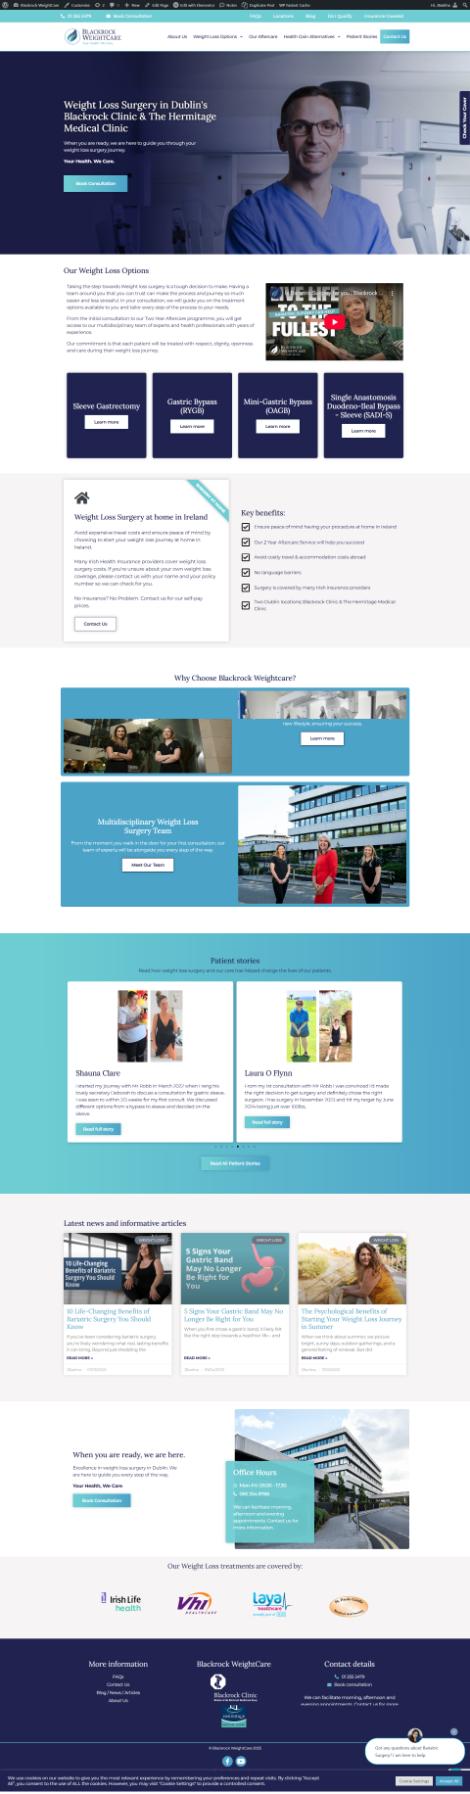 Blackrock WeightCare
Customize
New
Edit Page
Edit with Elementor
Notes
Duplicate Post
WP Fastest Cache
Book Consultation
FAQs
Locations
Blog
Do I Qualify
Insurance Covered
BLACKROCK
WEIGHTCARE
About Us
Weight Loss Options
Our Aftercare
Health Gain Alternatives
Patient Stories
Contact Us
Check Your Cover
Weight Loss Surgery in Dublin's
Blackrock Clinic & The Hermitage
Medical Clinic
When you are ready, we are here to guide you through your
weight loss surgery journey.
Your Health. We Care.
Book Consultation
Our Weight Loss Options
Taking the step towards Weight loss surgery is a tough decision to make. Having a
team around you that you can trust can make the process and journey so much
easier and less stressful. In your consultation, we will guide you on the treatment
options available to you and tailor every step of the process to your needs.
From the initial consultation to our Two Year Aftercare programme, you will get
access to our multidisciplinary team of experts and health professionals with years of
experience.
Our commitment is that each patient will be treated with respect, dignity, openness
and care during their weight loss journey.
LIVE LIFE
FULLEST
Sleeve Gastrectomy
Learn more
Gastric Bypass
(RYGB)
Learn more
Mini-Gastric Bypass
(OAGB)
Learn more
Single Anastomosis
Duodeno-Ileal Bypass
- Sleeve (SADI-S)
Learn more
Weight Loss Surgery at home in Ireland
Avoid expensive travel costs and ensure peace of mind by
choosing to start your weight loss journey at home in
Ireland.
Many Irish Health Insurance providers cover weight loss
surgery costs. If you're unsure about your own weight loss
coverage, please contact us with your name and your policy
number so we can check for you.
No Insurance? No Problem. Contact us for our self-pay
prices.
Contact Us
Key benefits:
Ensure peace of mind having your procedure at home in Ireland
Our 2 Year Aftercare Service will help you succeed
Avoid costly travel & accommodation costs abroad
No language barriers
Surgery is covered by many Irish Insurance providers
Two Dublin locations: Blackrock Clinic & The Hermitage Medical
Clinic
Why Choose Blackrock Weightcare?
new lifestyle, ensuring your success.
Learn more
Multidisciplinary Weight Loss
Surgery Team
From the moment you walk in the door for your first consultation, our
team of experts will be alongside you every step of the way.
Meet Our Team
Patient stories
Read how weight loss surgery and our care has helped change the lives of our patients.
Shauna Clare
I started my journey with Mr Robb in March 2022 when I rang his
lovely secretary Deborah to discuss a consultation for gastric sleeve.
I was seen to within 2/3 weeks for my first consult. We discussed
different options from a bypass to sleeve and decided on the
sleeve.
Read full story
Laura O Flynn
From my 1st consultation with Mr Robb I was convinced I'd made
the right decision to get surgery and definitely chose the right
surgeon.
Read full story
Read All Patient Stories
Latest news and informative articles
WEIGHT LOSS
10 Life-Changing
Benefits of Bariatric
Surgery You Should
Know
10 Life-Changing Benefits of
Bariatric Surgery You Should
Know
If you've been considering bariatric surgery,
you're likely wondering what real, lasting benefits
it can bring. Beyond just shedding the
READ MORE »
WEIGHT LOSS
5 Signs Your
Gastric Band
May No Longer
Be Right for
You
5 Signs Your Gastric Band May No
Longer Be Right for You
When you first chose a gastric band, it likely felt
like the right step towards a healthier life – and
READ MORE »
WEIGHT LOSS
The Psychological Benefits of
Starting Your Weight Loss Journey
in Summer
When we think about summer, we picture
bright, sunny days, outdoor gatherings, and a
general feeling of renewal. But did
READ MORE »
When you are ready, we are here.
Excellence in weight loss surgery in Dublin. We
are here to guide you every step of the way.
Your Health, We Care
Book Consultation
Office Hours
Mon-Fri: 09:00 - 17:30
We can facilitate morning,
afternoon and evening
appointments. Contact us for
more information.
Our Weight Loss treatments are covered by:
Irish Life
health
Vhi
HEALTHCARE
laya
healthcare
More information
FAQs
Contact Us
Blog / News / Articles
About Us
Blackrock WeightCare
Blackrock Clinic
Contact details
Book consultation
We can facilitate morning, afternoon and
evening appointments. Contact us for more
© Blackrock WeightCare 2025
Got any questions about Bariatric
Surgery? I am here to help.
We use cookies on our website to give you the most relevant experience by remembering your preferences and repeat visits. By clicking "Accept
All", you consent to the use of ALL the cookies. However, you may visit "Cookie Settings" to provide a controlled consent.
Cookie Settings
Accept All